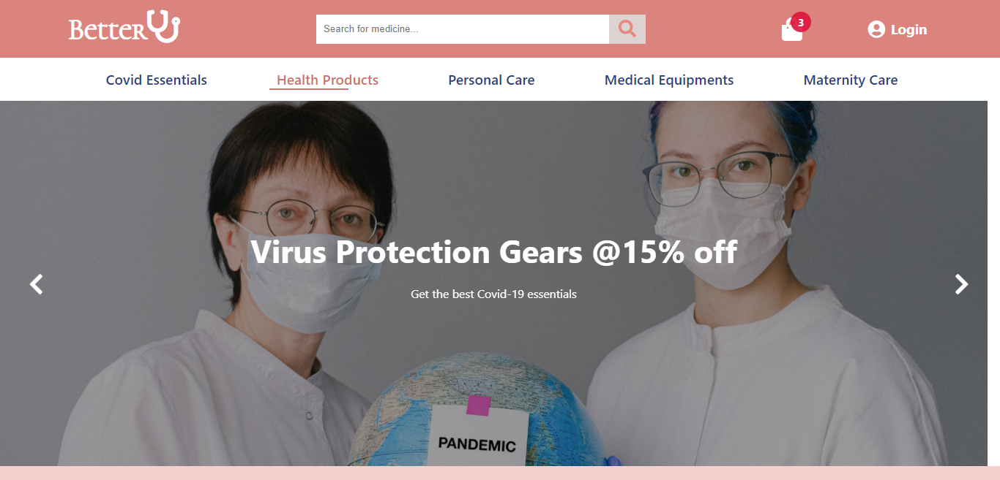 BetterU
Search for medicine...
3
Login
Covid Essentials
Health Products
Personal Care
Medical Equipments
Maternity Care
Virus Protection Gears @15% off
Get the best Covid-19 essentials
PANDEMIC